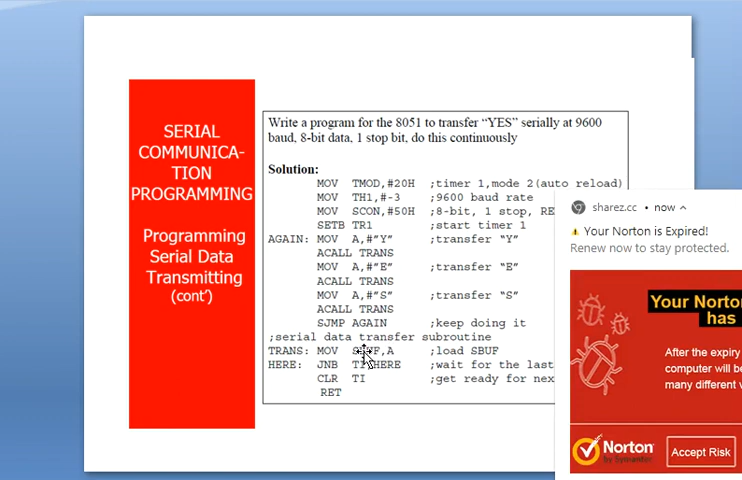 SERIAL
COMMUNICA-
TION
PROGRAMMING
Programming
Serial Data
Transmitting
(cont’)
Write a program for the 8051 to transfer “YES” serially at 9600
baud, 8-bit data, 1 stop bit, do this continuously
Solution:
MOV TMOD,#20H ;timer 1,mode 2(auto reload)
MOV TH1,#-3 ;9600 baud rate
MOV SCON,#50H ;8-bit, 1 stop, RE
SETB TR1 ;start timer 1
AGAIN: MOV A,#”Y” ;transfer “Y”
ACALL TRANS
MOV A,#”E” ;transfer “E”
ACALL TRANS
MOV A,#”S” ;transfer “S”
ACALL TRANS
SJMP AGAIN ;keep doing it
;serial data transfer subroutine
TRANS: MOV SBUF,A ;load SBUF
HERE: JNB TI,HERE ;wait for the last
CLR TI ;get ready for nex
RET
sharez.cc • now
Your Norton is Expired!
Renew now to stay protected.
Your Norto
has
After the expiry
computer will be
many different
Norton
by Symantec
Accept Risk